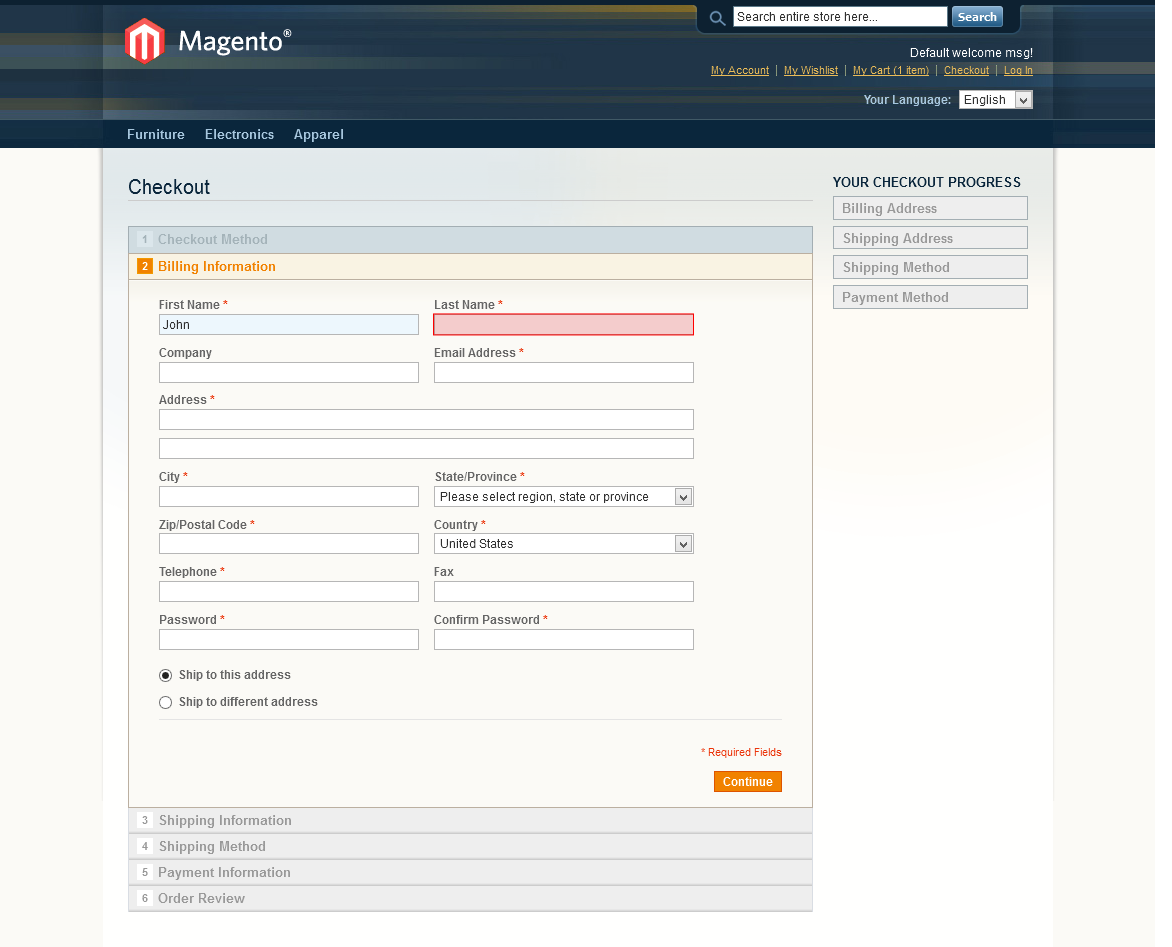 Search entire store here...
Search
Magento®
Default welcome msg!
My Account | My Wishlist | My Cart (1 item) | Checkout | Log In
Your Language: English
Furniture Electronics Apparel
Checkout
1 Checkout Method
2 Billing Information
First Name * Last Name *
John
Company Email Address *
Address *
City * State/Province *
Please select region, state or province
Zip/Postal Code * Country *
United States
Telephone * Fax
Password * Confirm Password *
Ship to this address
Ship to different address
* Required Fields
Continue
3 Shipping Information
4 Shipping Method
5 Payment Information
6 Order Review
YOUR CHECKOUT PROGRESS
Billing Address
Shipping Address
Shipping Method
Payment Method